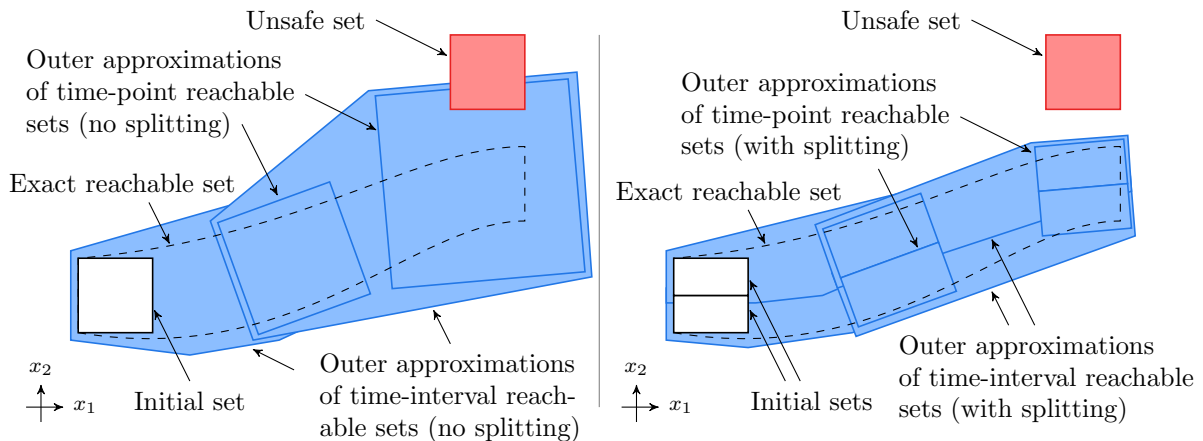 Unsafe set
Outer approximations
of time-point reachable
sets (no splitting)
Exact reachable set
x₂
x₁
Initial set
Outer approximations
of time-interval reach-
able sets (no splitting)
Unsafe set
Outer approximations
of time-point reachable
sets (with splitting)
Exact reachable set
x₂
x₁
Initial sets
Outer approximations
of time-interval reachable
sets (with splitting)